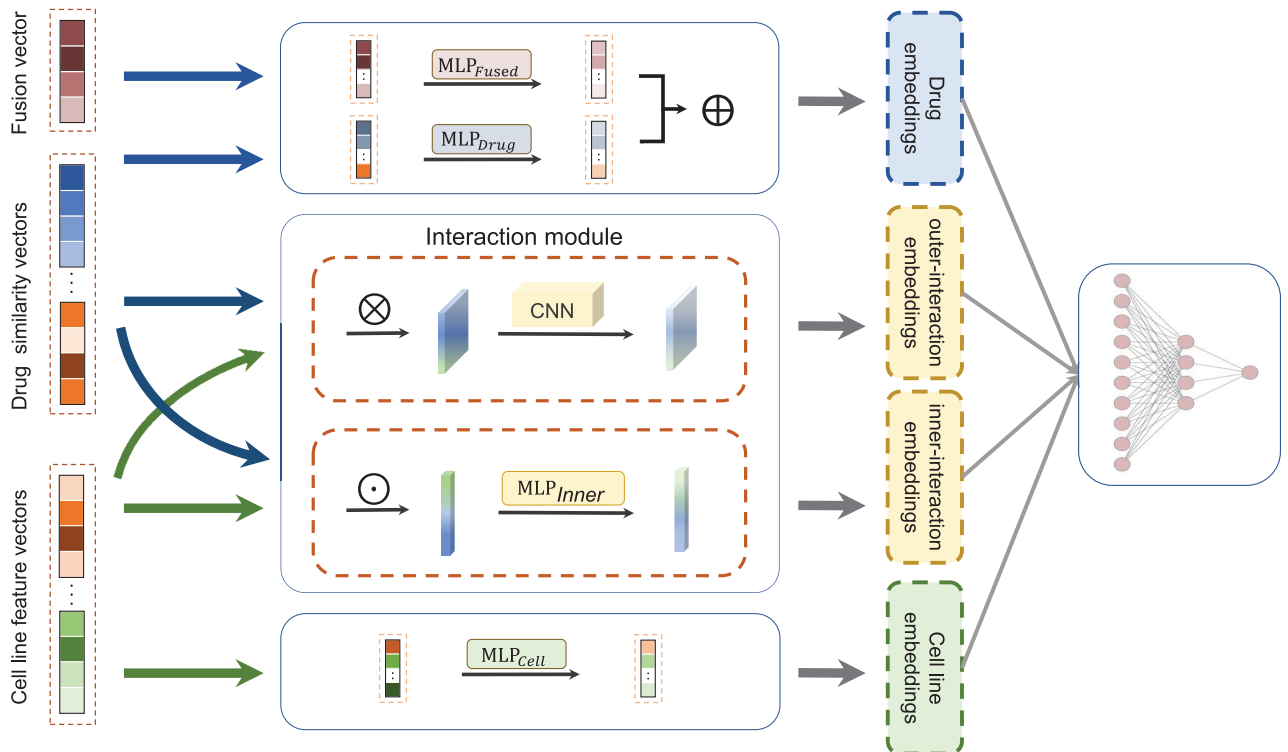 Fusion vector
Drug similarity vectors
Cell line feature vectors
MLP_Fused
MLP_Drug
Interaction module
CNN
MLP_Inner
MLP_Cell
Drug
embeddings
outer-interaction
embeddings
inner-interaction
embeddings
Cell line
embeddings